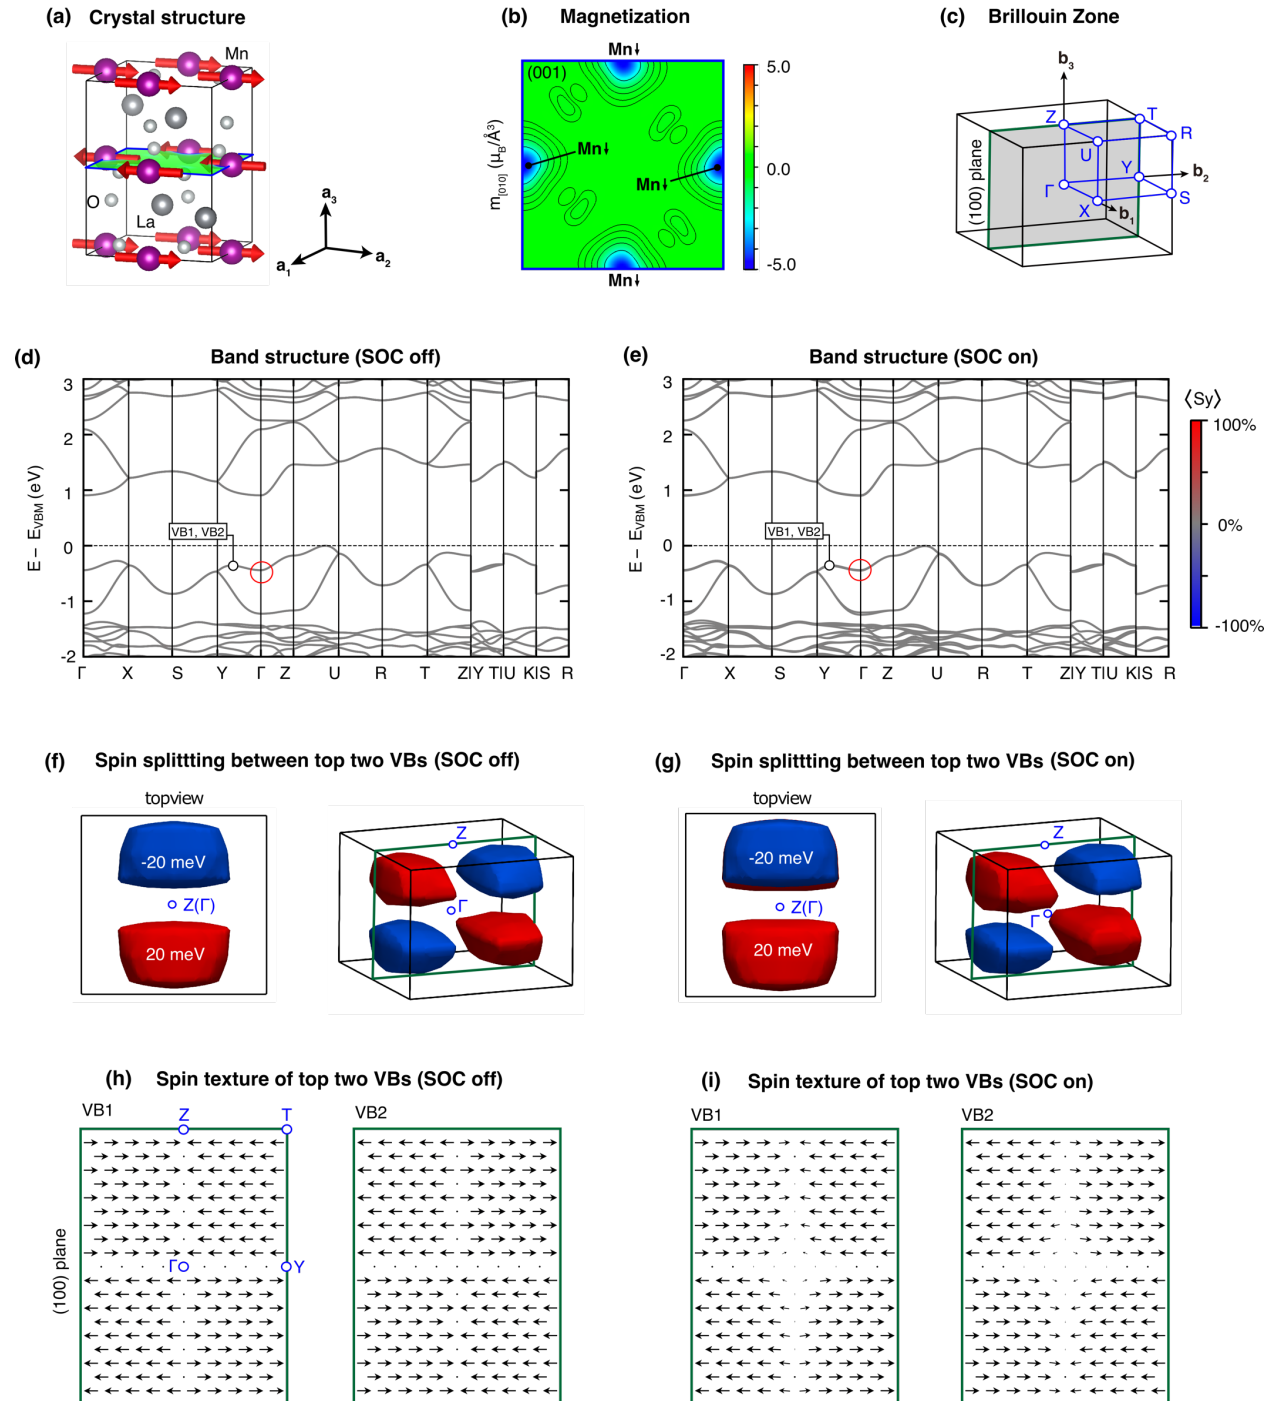 (a) Crystal structure
Mn
O
La
a3
a1
a2
(b) Magnetization
Mn↓
(001)
Mn↓
Mn↓
Mn↓
m[010] (μB/Å³)
5.0
0.0
-5.0
(c) Brillouin Zone
b3
Z
T
R
U
Y
b2
Γ
S
X
b1
(100) plane
(d) Band structure (SOC off)
E − EVBM (eV)
3
2
1
0
-1
-2
VB1, VB2
Γ X S Y Γ Z U R T Z|Y T|U K|S R
(e) Band structure (SOC on)
E − EVBM (eV)
3
2
1
0
-1
-2
VB1, VB2
Γ X S Y Γ Z U R T Z|Y T|U K|S R
⟨Sy⟩
100%
0%
-100%
(f) Spin splittting between top two VBs (SOC off)
topview
-20 meV
Z(Γ)
20 meV
Z
Γ
(g) Spin splittting between top two VBs (SOC on)
topview
-20 meV
Z(Γ)
20 meV
Z
Γ
(h) Spin texture of top two VBs (SOC off)
VB1
Z
T
Γ
Y
(100) plane
VB2
(i) Spin texture of top two VBs (SOC on)
VB1
VB2